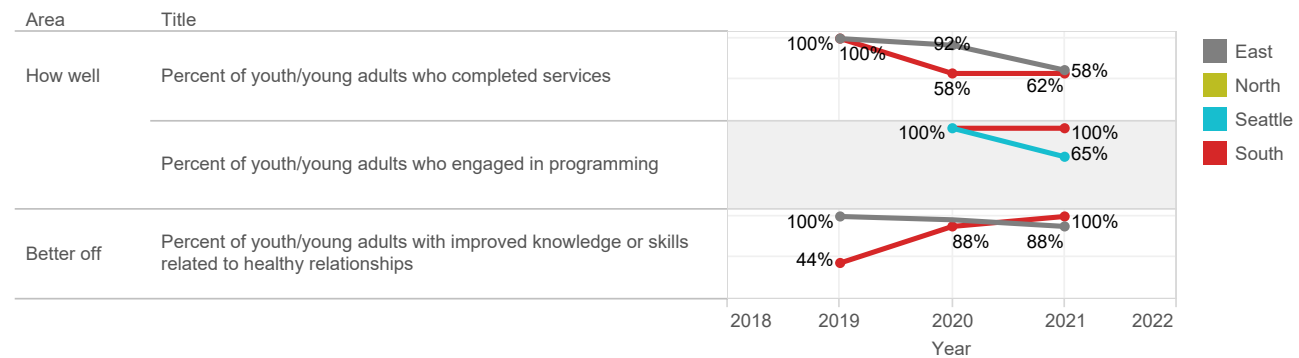 Area Title
How well
Percent of youth/young adults who completed services
100%
100%
92%
58%
62%
58%
Percent of youth/young adults who engaged in programming
100%
100%
65%
Better off
Percent of youth/young adults with improved knowledge or skills
related to healthy relationships
100%
44%
88%
88%
100%
2018 2019 2020 2021 2022
Year
East
North
Seattle
South